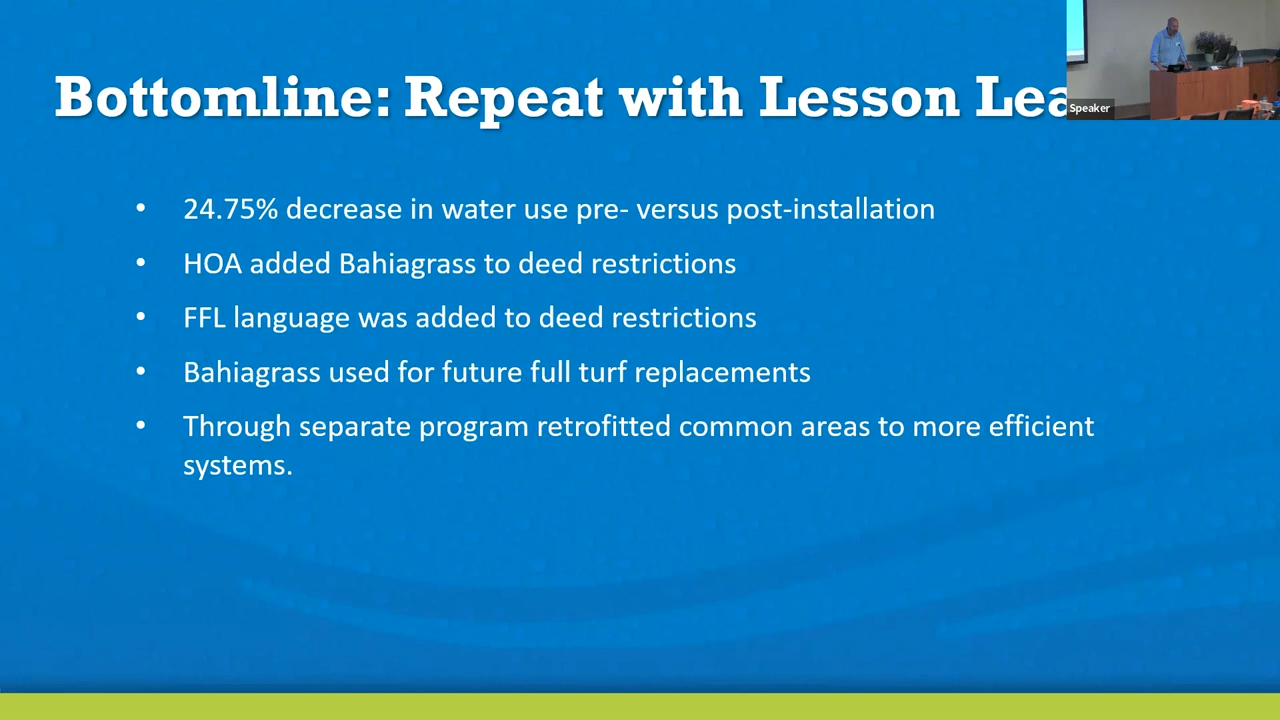 Bottomline: Repeat with Lesson Lea
Speaker
• 24.75% decrease in water use pre- versus post-installation
• HOA added Bahiagrass to deed restrictions
• FFL language was added to deed restrictions
• Bahiagrass used for future full turf replacements
• Through separate program retrofitted common areas to more efficient
systems.